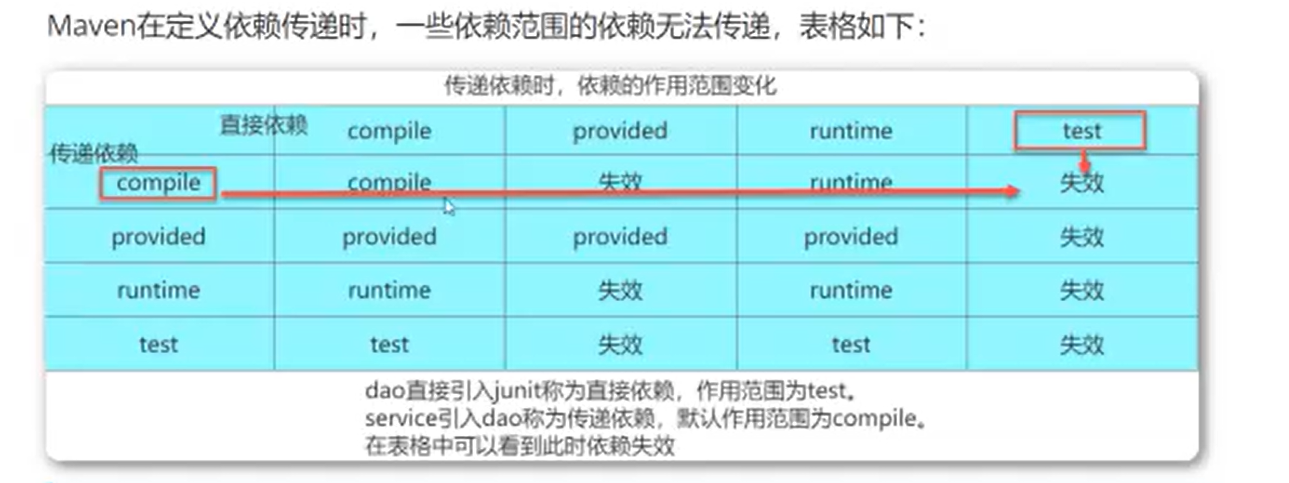 Maven在定义依赖传递时，一些依赖范围的依赖无法传递，表格如下：
传递依赖时，依赖的作用范围变化
直接依赖 compile provided runtime test
传递依赖
compile compile 失效 runtime 失效
provided provided provided provided 失效
runtime runtime 失效 runtime 失效
test test 失效 test 失效
dao直接引入junit称为直接依赖，作用范围为test。
service引入dao称为传递依赖，默认作用范围为compile。
在表格中可以看到此时依赖失效